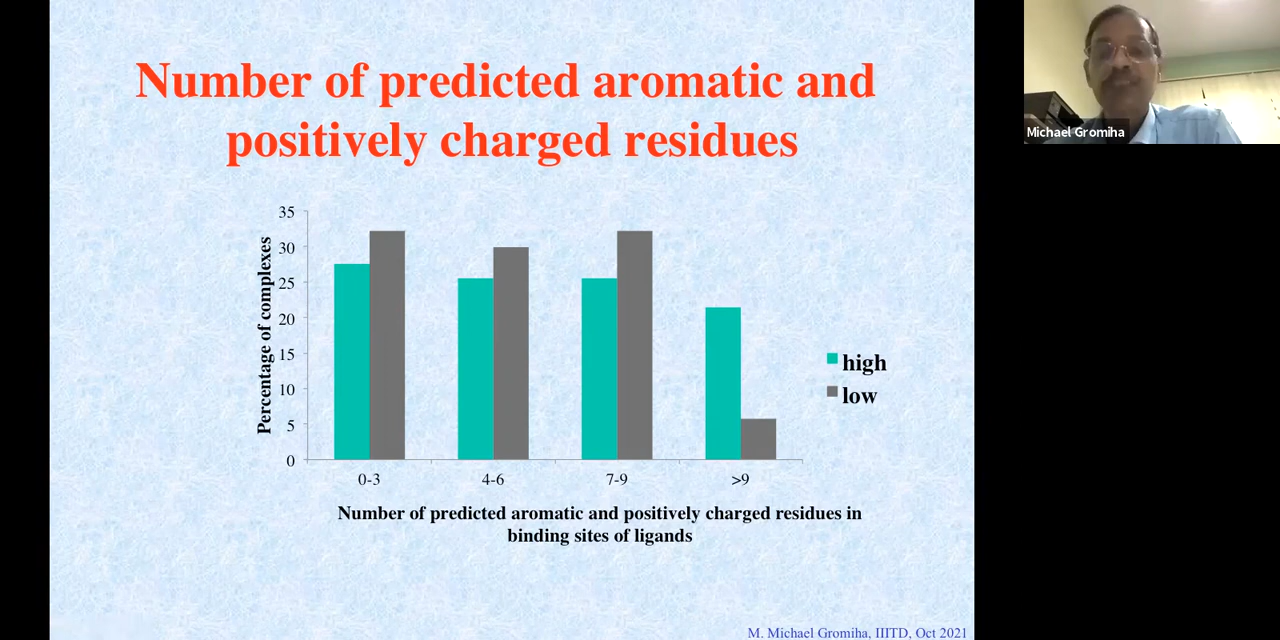 Number of predicted aromatic and
positively charged residues
Percentage of complexes
35
30
25
20
15
10
5
0
0-3
4-6
7-9
>9
high
low
Number of predicted aromatic and positively charged residues in
binding sites of ligands
M. Michael Gromiha, IIITD, Oct 2021
Michael Gromiha